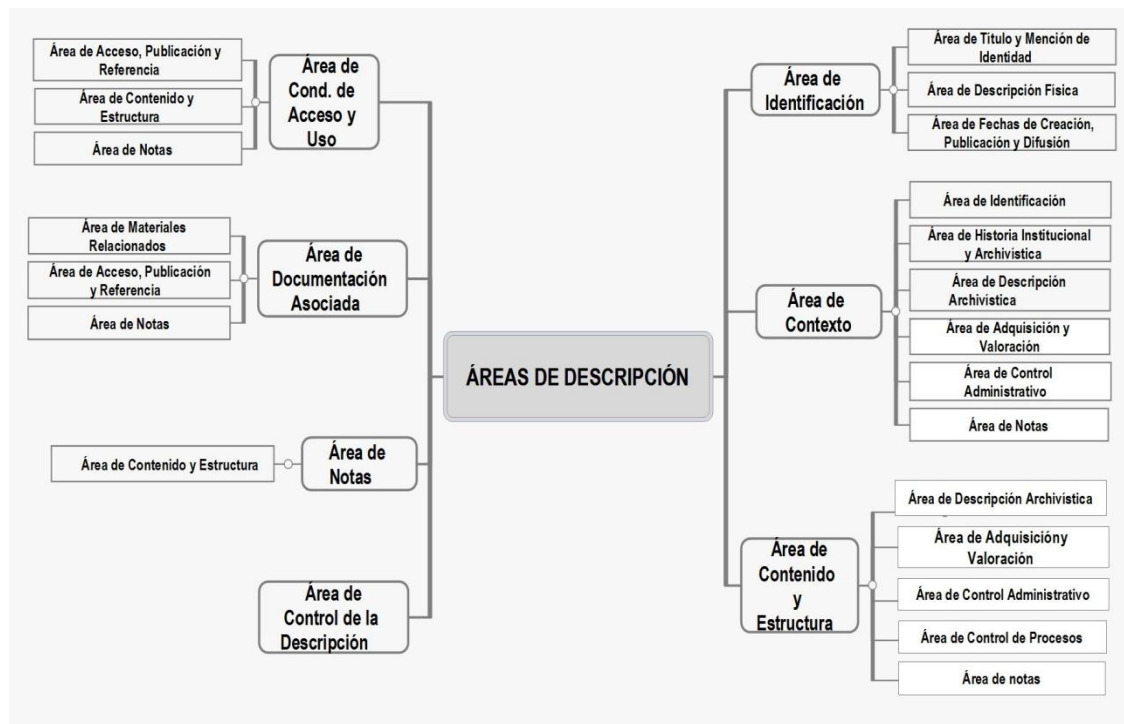 Área de Acceso, Publicación y
Referencia
Área de Contenido y
Estructura
Área de Notas
Área de
Cond. de
Acceso y
Uso
Área de Materiales
Relacionados
Área de Acceso, Publicación
y Referencia
Área de Notas
Área de
Documentación
Asociada
Área de Contenido y Estructura
Área de
Notas
Área de
Control de la
Descripción
ÁREAS DE DESCRIPCIÓN
Área de
Identificación
Área de Titulo y Mención de
Identidad
Área de Descripción Fisica
Área de Fechas de Creación,
Publicación y Difusión
Área de
Contexto
Área de Identificación
Área de Historia Institucional
y Archivística
Área de Descripción
Archivística
Área de Adquisición y
Valoración
Área de Control
Administrativo
Área de Notas
Área de
Contenido
y
Estructura
Área de Descripción Archivística
Área de Adquisicióny
Valoración
Área de Control Administrativo
Área de Control de Procesos
Área de notas